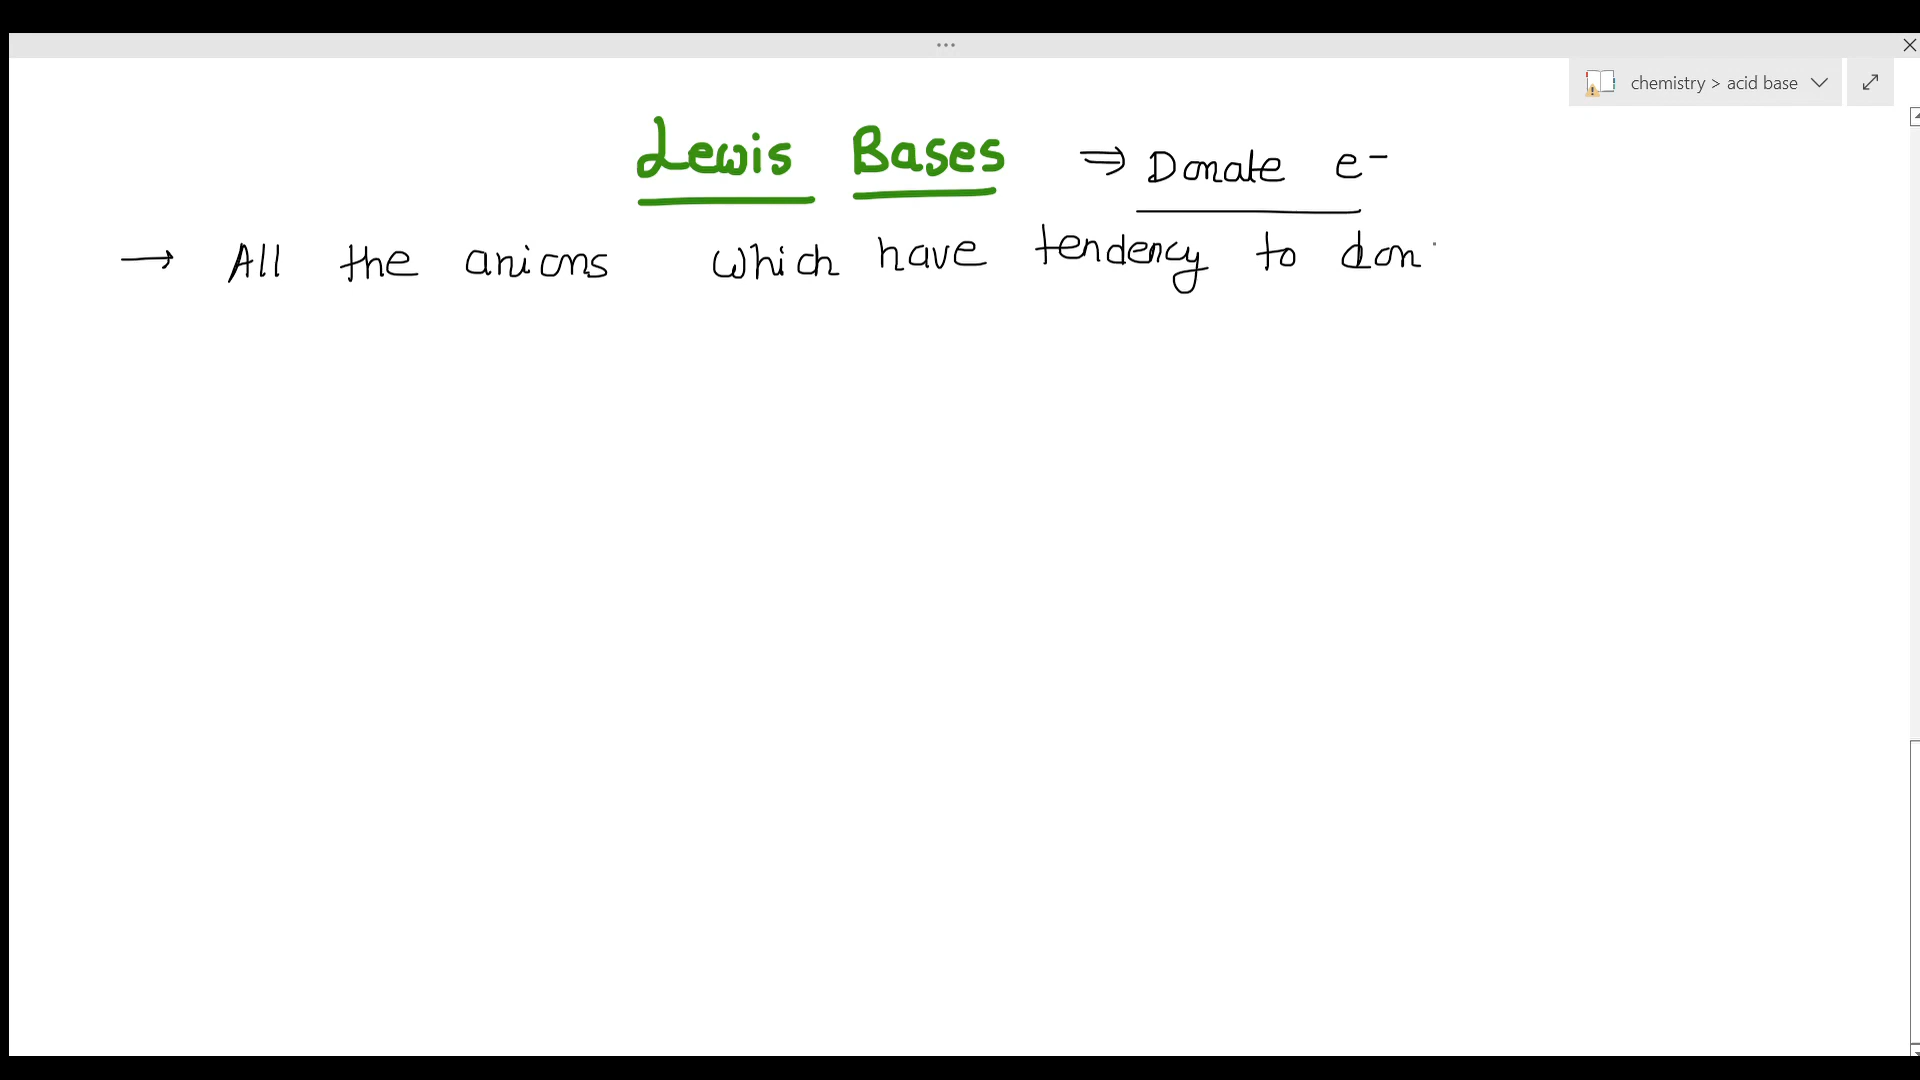 chemistry > acid base
Lewis Bases ⇒ Donate e⁻
→ All the anions which have tendency to don